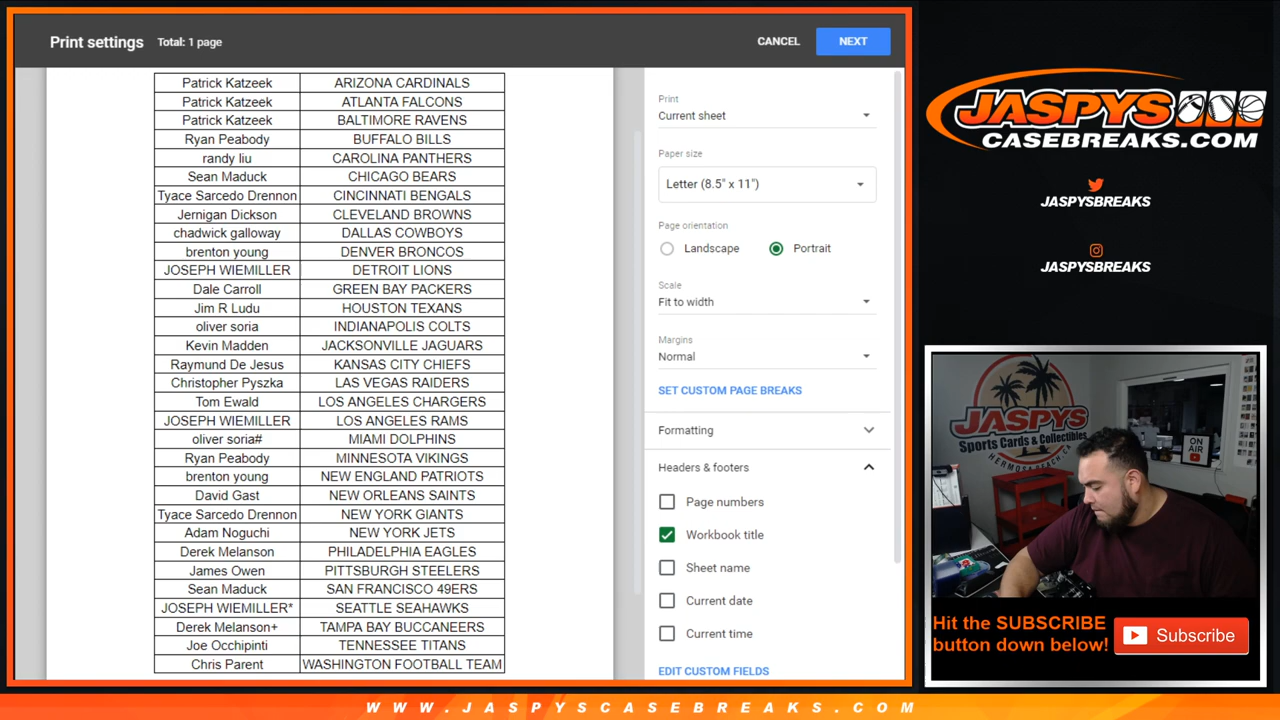 Print settings Total: 1 page
CANCEL NEXT
Patrick Katzeek ARIZONA CARDINALS
Patrick Katzeek ATLANTA FALCONS
Patrick Katzeek BALTIMORE RAVENS
Ryan Peabody BUFFALO BILLS
randy liu CAROLINA PANTHERS
Sean Maduck CHICAGO BEARS
Tyace Sarcedo Drennon CINCINNATI BENGALS
Jernigan Dickson CLEVELAND BROWNS
chadwick galloway DALLAS COWBOYS
brenton young DENVER BRONCOS
JOSEPH WIEMILLER DETROIT LIONS
Dale Carroll GREEN BAY PACKERS
Jim R Ludu HOUSTON TEXANS
oliver soria INDIANAPOLIS COLTS
Kevin Madden JACKSONVILLE JAGUARS
Raymund De Jesus KANSAS CITY CHIEFS
Christopher Pyszka LAS VEGAS RAIDERS
Tom Ewald LOS ANGELES CHARGERS
JOSEPH WIEMILLER LOS ANGELES RAMS
oliver soria# MIAMI DOLPHINS
Ryan Peabody MINNESOTA VIKINGS
brenton young NEW ENGLAND PATRIOTS
David Gast NEW ORLEANS SAINTS
Tyace Sarcedo Drennon NEW YORK GIANTS
Adam Noguchi NEW YORK JETS
Derek Melanson PHILADELPHIA EAGLES
James Owen PITTSBURGH STEELERS
Sean Maduck SAN FRANCISCO 49ERS
JOSEPH WIEMILLER* SEATTLE SEAHAWKS
Derek Melanson+ TAMPA BAY BUCCANEERS
Joe Occhipinti TENNESSEE TITANS
Chris Parent WASHINGTON FOOTBALL TEAM
Print
Current sheet
Paper size
Letter (8.5" x 11")
Page orientation
Landscape Portrait
Scale
Fit to width
Margins
Normal
SET CUSTOM PAGE BREAKS
Formatting
Headers & footers
Page numbers
Workbook title
Sheet name
Current date
Current time
EDIT CUSTOM FIELDS
JASPYS
CASEBREAKS.COM
JASPYSBREAKS
JASPYSBREAKS
JASPYS
Sports Cards & Collectibles
HERMOSA BEACH, CA
ON
AIR
Hit the SUBSCRIBE
button down below!
Subscribe
WWW.JASPYSCASEBREAKS.COM